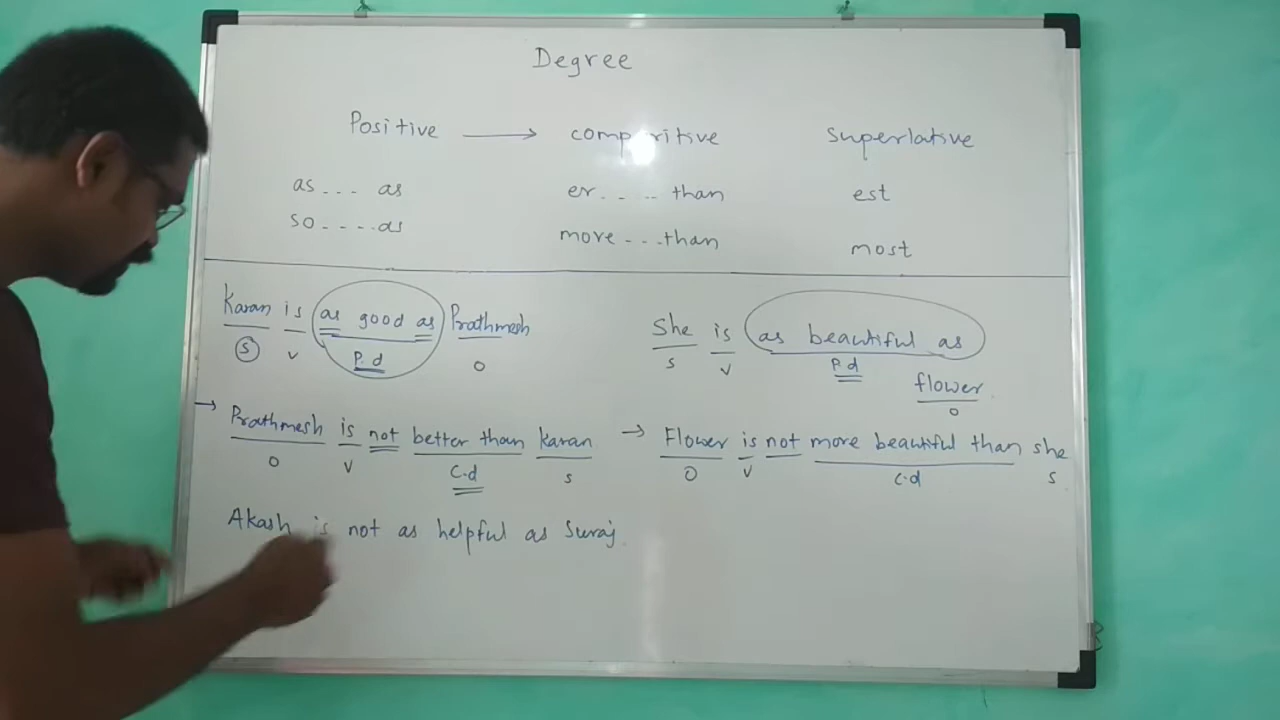 Degree
Positive → comparitive superlative
as... as er..... than est
so....as more...than most
Karan is as good as Prathmesh
S v P.d O
→ Prathmesh is not better than Karan
O v C.d s
Akash is not as helpful as Suraj
She is as beautiful as
s v P.d
flower
O
→ Flower is not more beautiful than she
O v c.d s